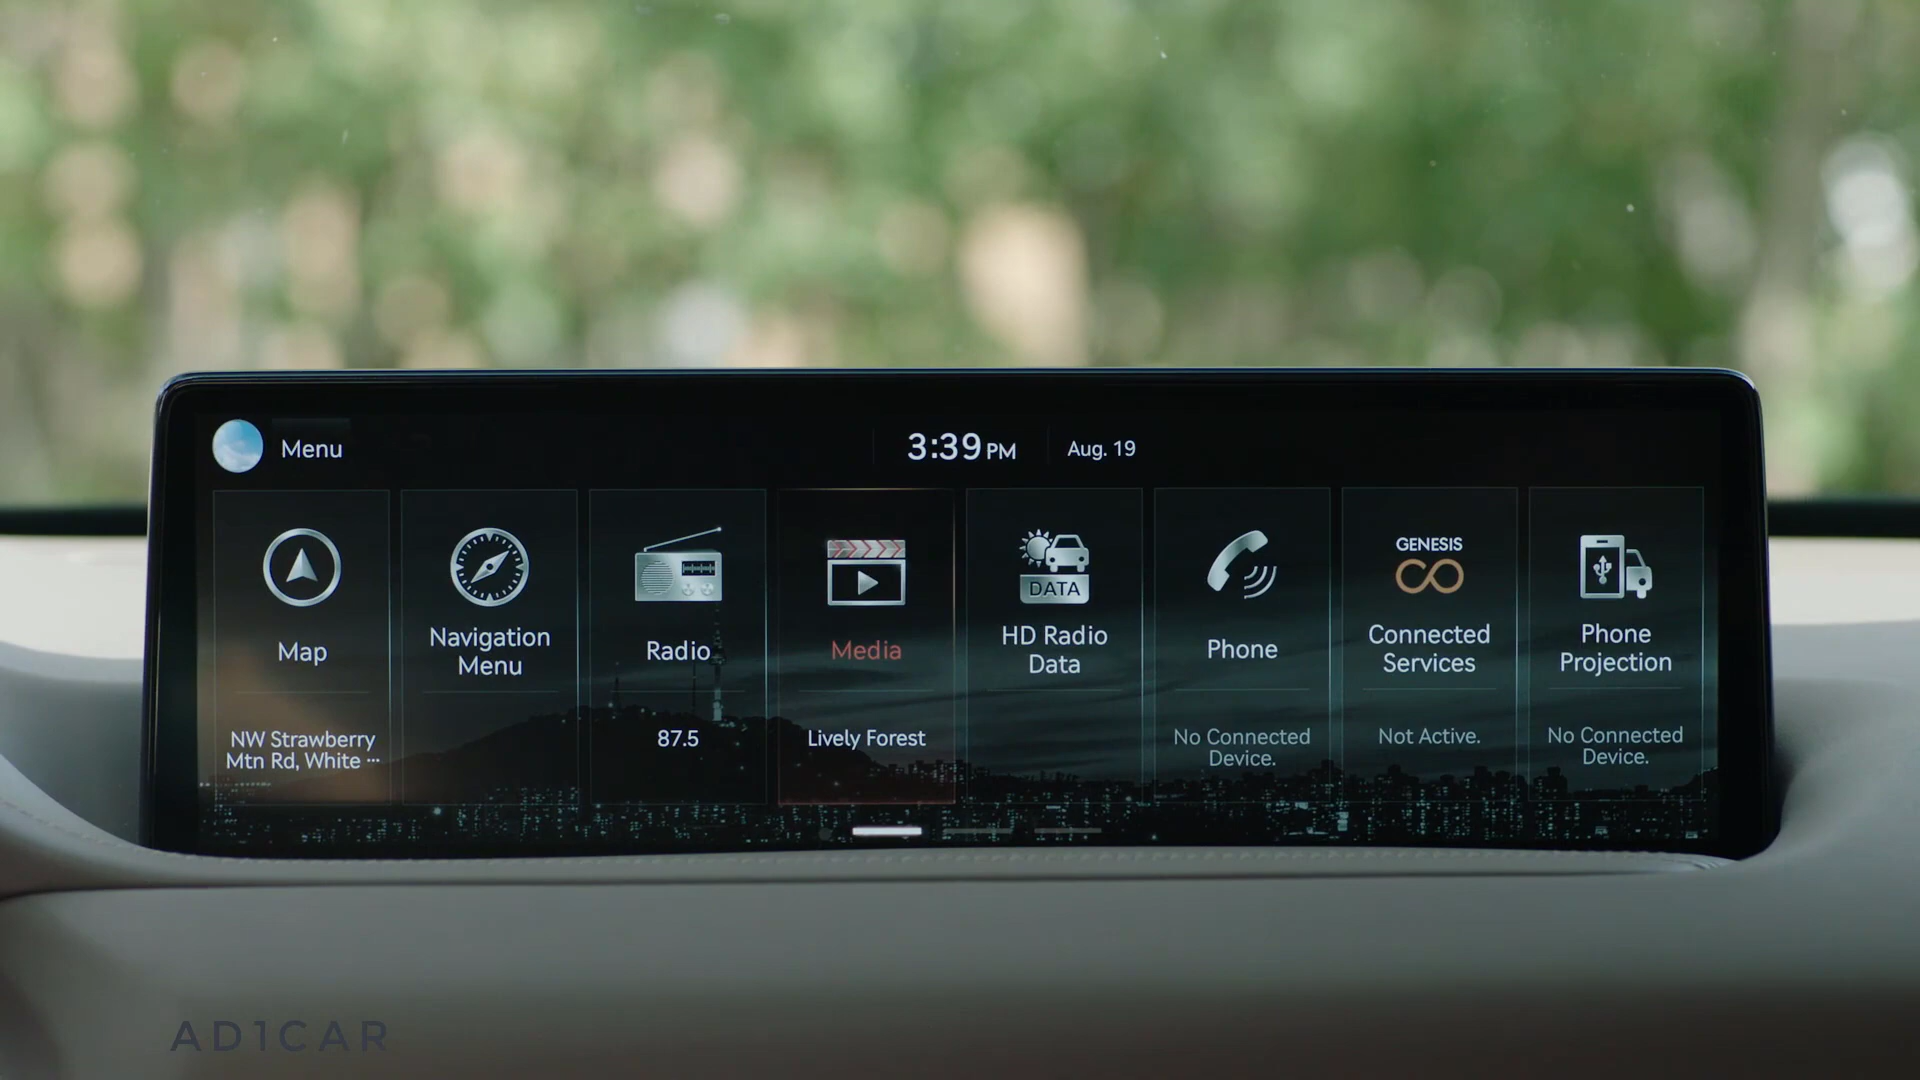 Menu
3:39 PM
Aug. 19
Map
NW Strawberry
Mtn Rd, White ...
Navigation
Menu
Radio
87.5
Media
Lively Forest
DATA
HD Radio
Data
Phone
No Connected
Device.
GENESIS
Connected
Services
Not Active.
Phone
Projection
No Connected
Device.
AD1CAR